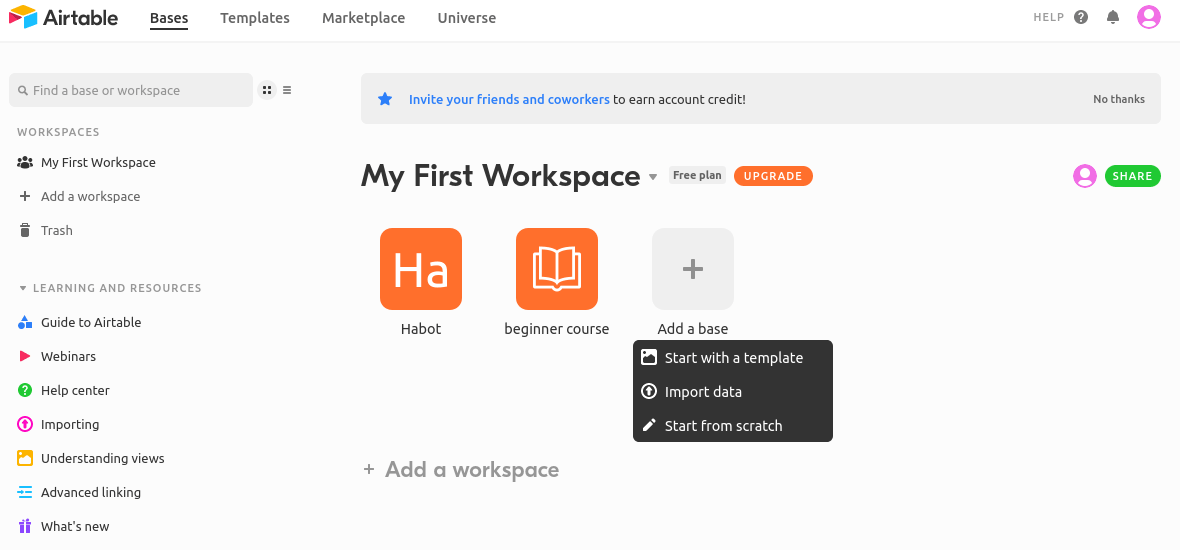 Airtable
Bases
Templates
Marketplace
Universe
HELP
Find a base or workspace
WORKSPACES
My First Workspace
Add a workspace
Trash
LEARNING AND RESOURCES
Guide to Airtable
Webinars
Help center
Importing
Understanding views
Advanced linking
What's new
Invite your friends and coworkers to earn account credit!
No thanks
My First Workspace
Free plan
UPGRADE
SHARE
Ha
Habot
beginner course
Add a base
Start with a template
Import data
Start from scratch
+ Add a workspace